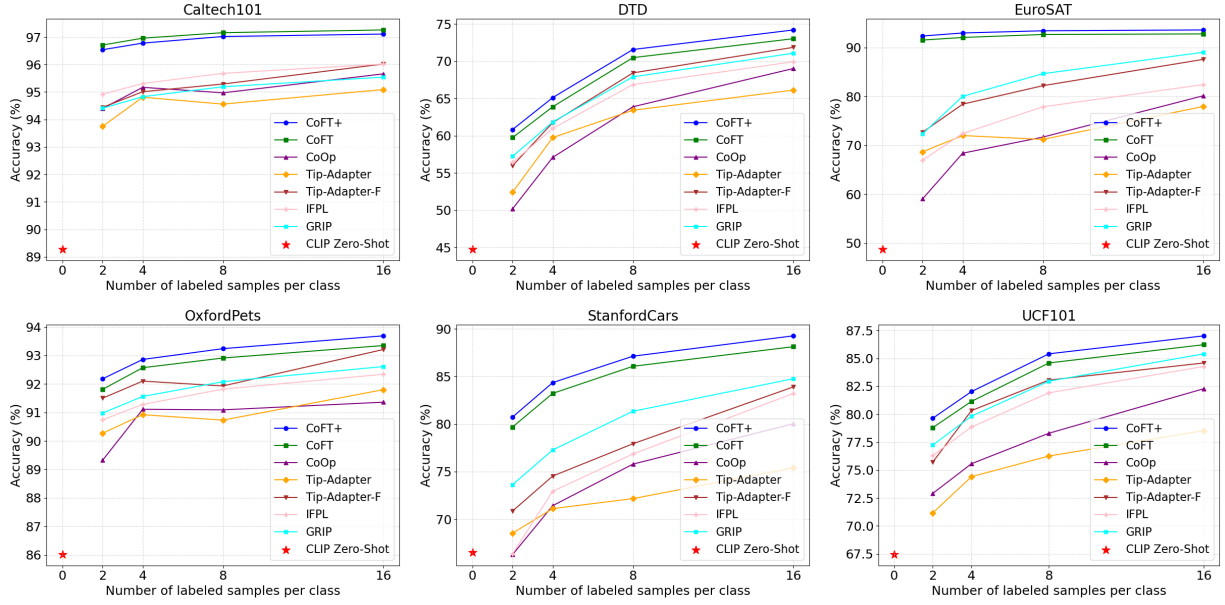 Caltech101
Accuracy (%)
97
96
95
94
93
92
91
90
89
0 2 4 8 16
Number of labeled samples per class
CoFT+
CoFT
CoOp
Tip-Adapter
Tip-Adapter-F
IFPL
GRIP
CLIP Zero-Shot
DTD
Accuracy (%)
75
70
65
60
55
50
45
0 2 4 8 16
Number of labeled samples per class
CoFT+
CoFT
CoOp
Tip-Adapter
Tip-Adapter-F
IFPL
GRIP
CLIP Zero-Shot
EuroSAT
Accuracy (%)
90
80
70
60
50
0 2 4 8 16
Number of labeled samples per class
CoFT+
CoFT
CoOp
Tip-Adapter
Tip-Adapter-F
IFPL
GRIP
CLIP Zero-Shot
OxfordPets
Accuracy (%)
94
93
92
91
90
89
88
87
86
0 2 4 8 16
Number of labeled samples per class
CoFT+
CoFT
CoOp
Tip-Adapter
Tip-Adapter-F
IFPL
GRIP
CLIP Zero-Shot
StanfordCars
Accuracy (%)
90
85
80
75
70
0 2 4 8 16
Number of labeled samples per class
CoFT+
CoFT
CoOp
Tip-Adapter
Tip-Adapter-F
IFPL
GRIP
CLIP Zero-Shot
UCF101
Accuracy (%)
87.5
85.0
82.5
80.0
77.5
75.0
72.5
70.0
67.5
0 2 4 8 16
Number of labeled samples per class
CoFT+
CoFT
CoOp
Tip-Adapter
Tip-Adapter-F
IFPL
GRIP
CLIP Zero-Shot